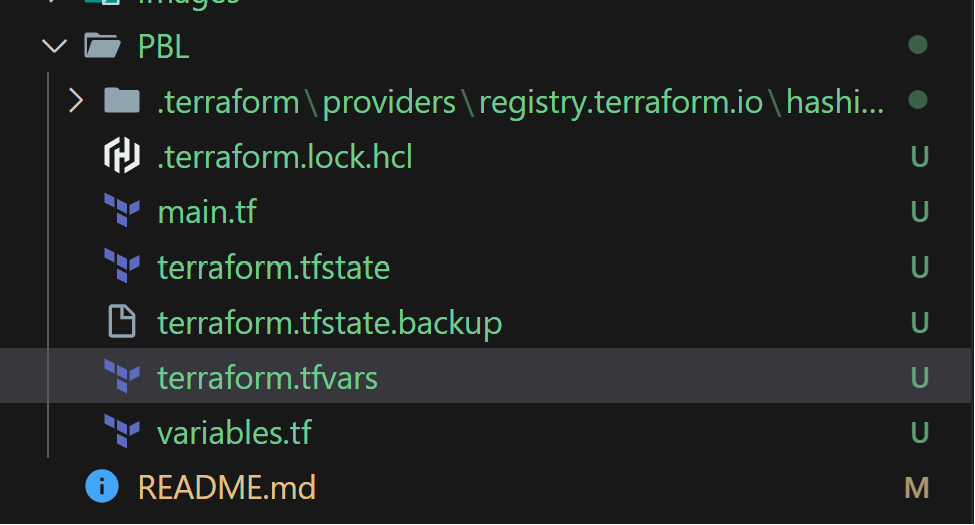 images
PBL
.terraform\providers\registry.terraform.io\hashi...
.terraform.lock.hcl U
main.tf U
terraform.tfstate U
terraform.tfstate.backup U
terraform.tfvars U
variables.tf U
README.md M